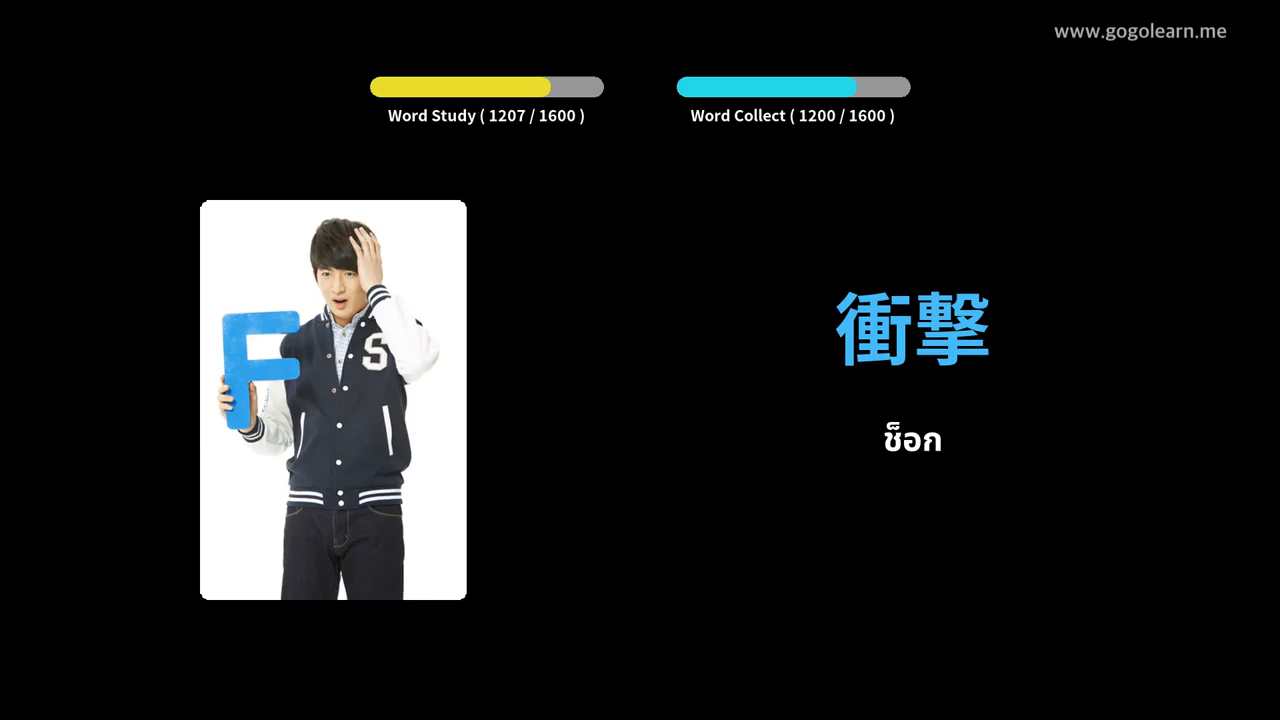 www.gogolearn.me
Word Study ( 1207 / 1600 )
Word Collect ( 1200 / 1600 )
F
S
衝撃
ช็อก